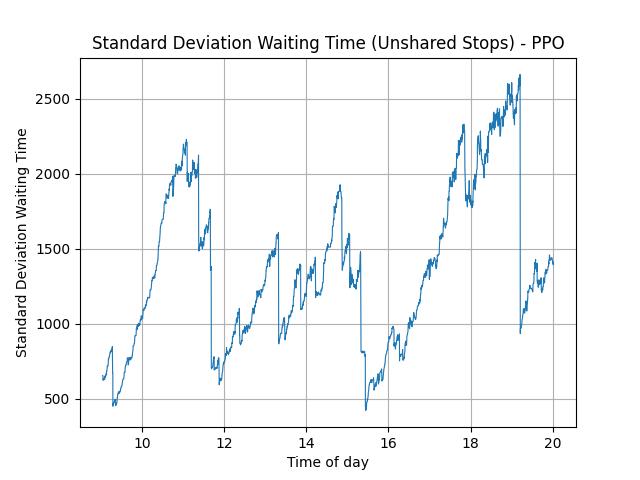 Standard Deviation Waiting Time (Unshared Stops) - PPO
Standard Deviation Waiting Time
2500
2000
1500
1000
500
10 12 14 16 18 20
Time of day